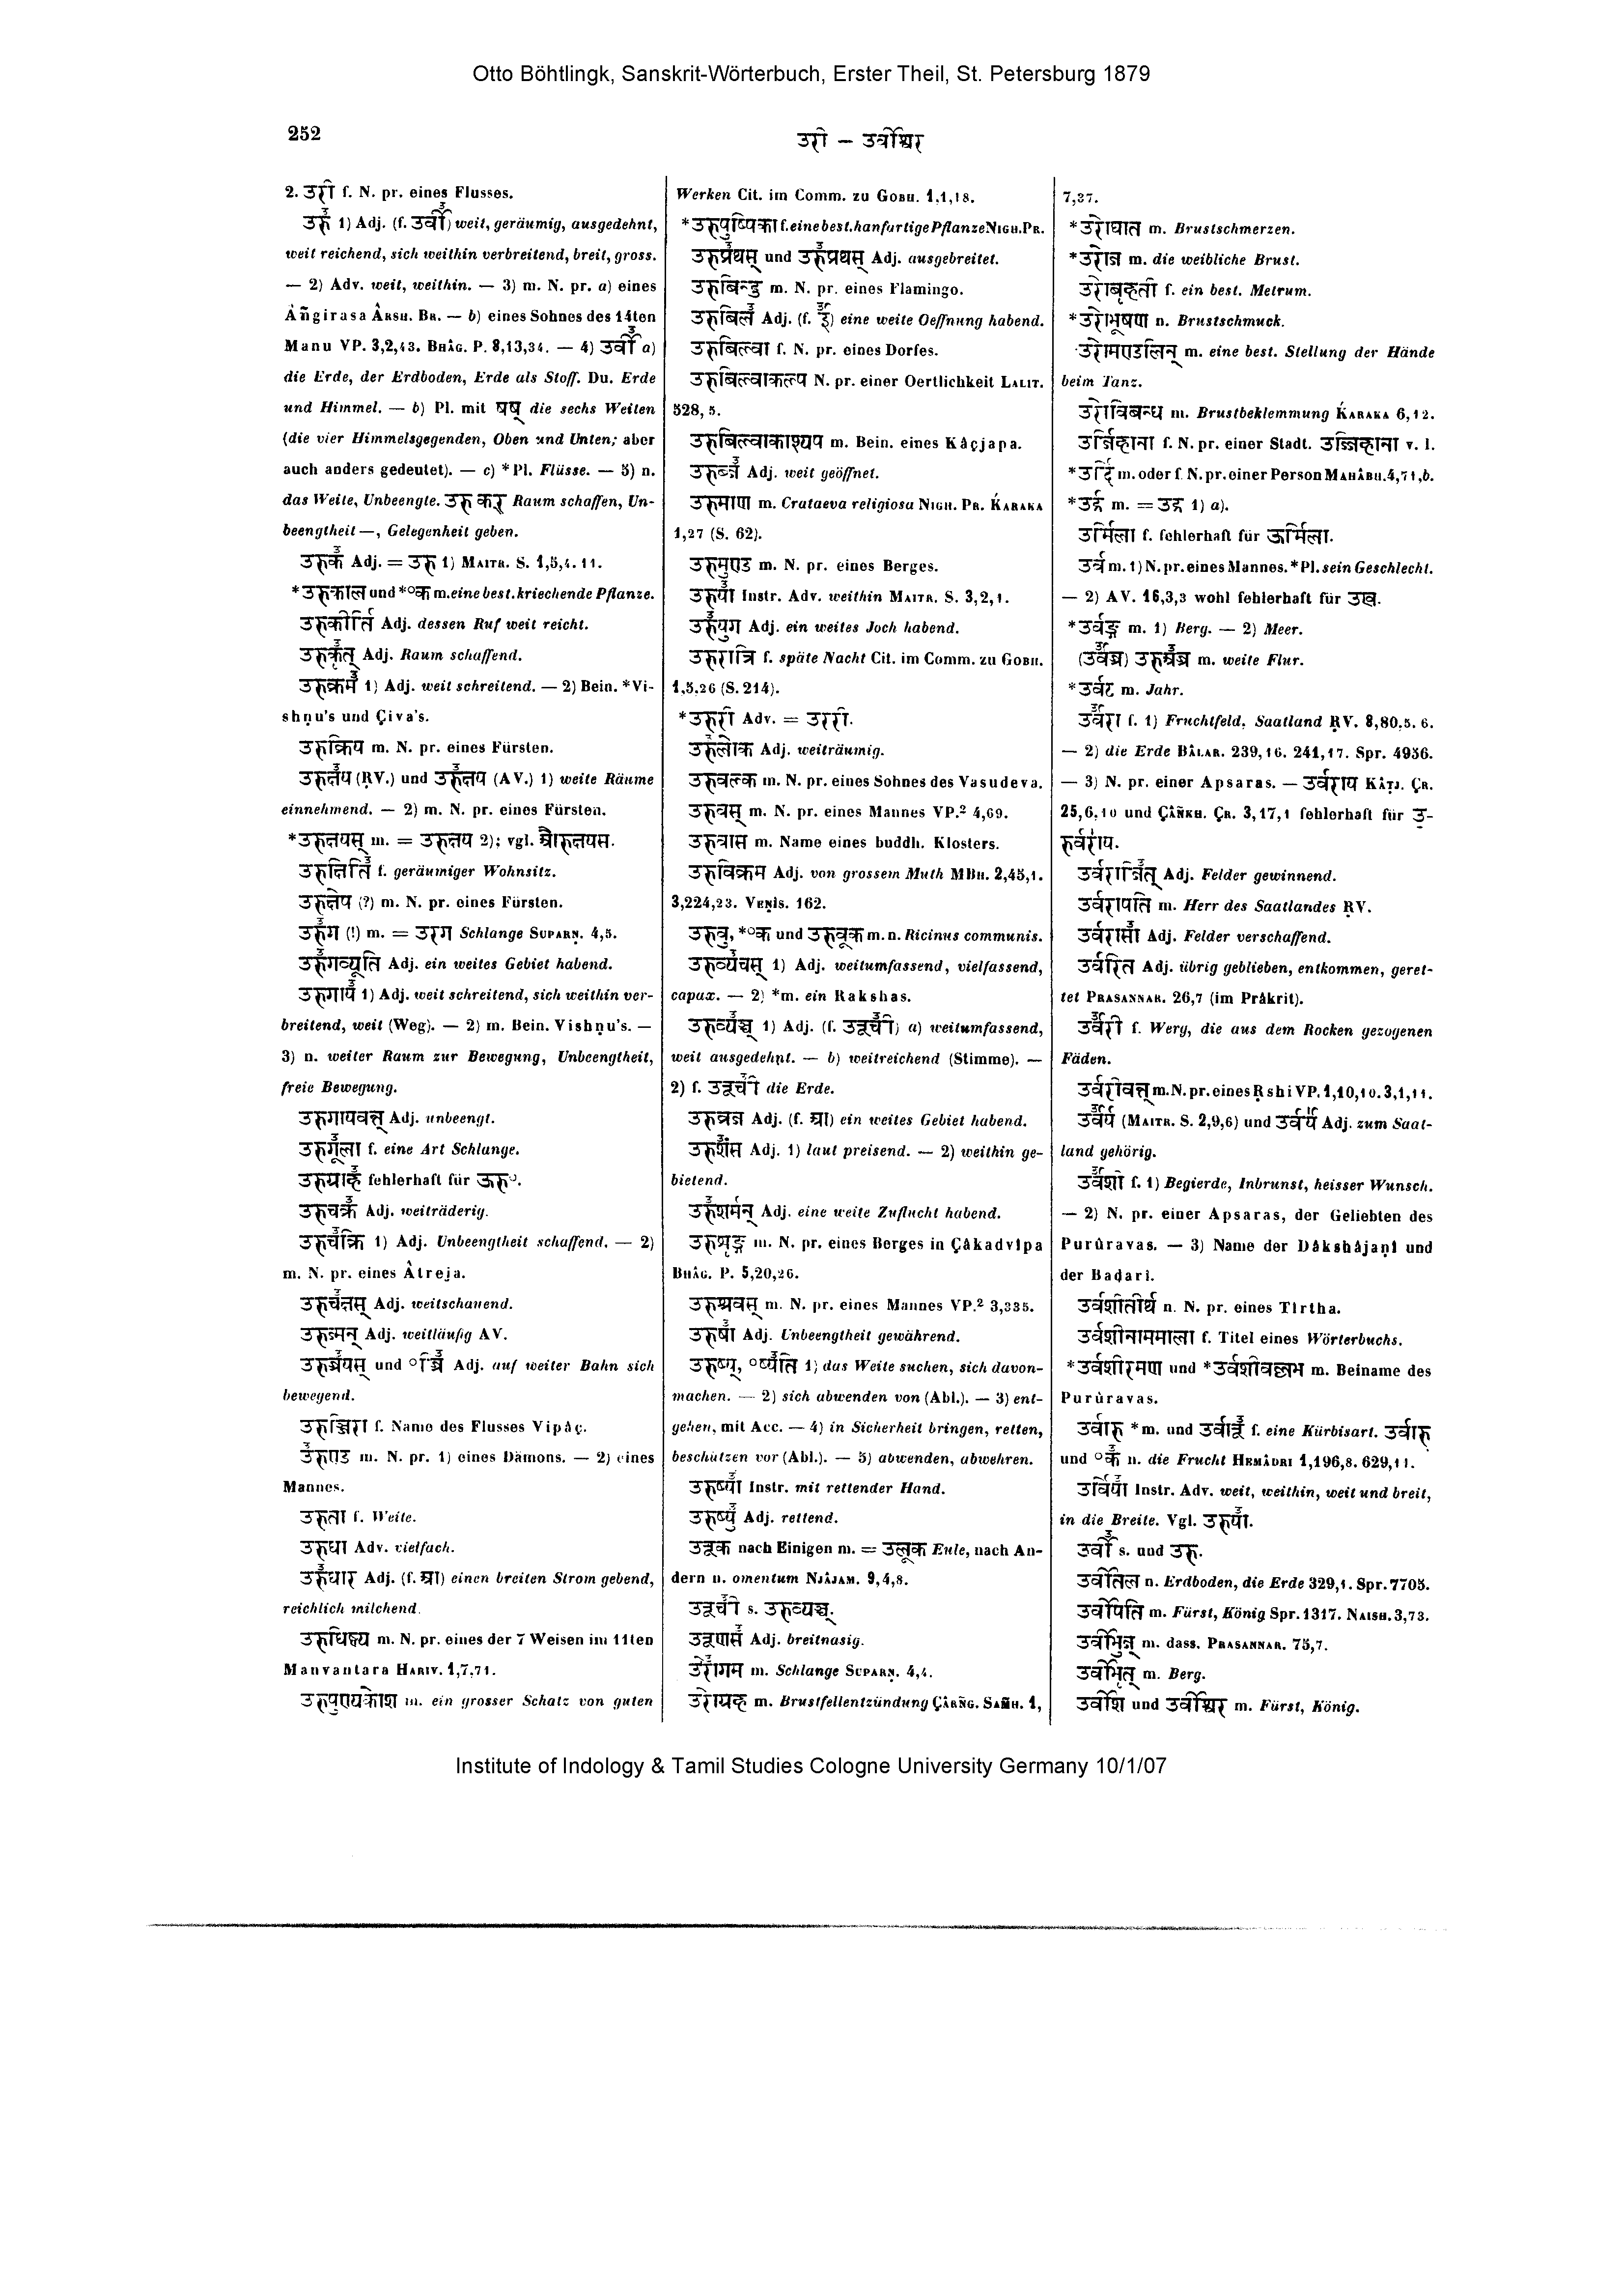 Otto Böhtlingk, Sanskrit-Wörterbuch, Erster Theil, St. Petersburg 1879
252
उरी – उर्वीश्वर
2. उरी f. N. pr. eines Flusses.
उरु 1) Adj. (f. उर्वी) weit, geräumig, ausgedehnt,
weit reichend, sich weithin verbreitend, breit, gross.
— 2) Adv. weit, weithin. — 3) m. N. pr. a) eines
Âṅgirasa Ârsh. Br. — b) eines Sohnes des 14ten
Manu VP. 3,2,43. Bhâg. P. 8,13,34. — 4) उर्वी a)
die Erde, der Erdboden, Erde als Stoff. Du. Erde
und Himmel. — b) Pl. mit षष् die sechs Weiten
(die vier Himmelsgegenden, Oben und Unten; aber
auch anders gedeutet). — c) *Pl. Flüsse. — 5) n.
das Weite, Unbeengte. उरु कर् Raum schaffen, Un-
beengtheit —, Gelegenheit geben.
उरुक Adj. = उरु 1) Maitr. S. 1,5,4. 11.
*उरुकाल und *°क m. eine best. kriechende Pflanze.
उरुकीर्ति Adj. dessen Ruf weit reicht.
उरुकृत् Adj. Raum schaffend.
उरुक्रम 1) Adj. weit schreitend. — 2) Bein. *Vi-
shṇu's und Çiva's.
उरुक्रिय m. N. pr. eines Fürsten.
उरुक्षय (RV.) und उरुक्षय (AV.) 1) weite Räume
einnehmend. — 2) m. N. pr. eines Fürsten.
*उरुक्षयस् m. = उरुक्षय 2); vgl. औरुक्षयस.
उरुक्षिति f. geräumiger Wohnsitz.
उरुक्षेप (?) m. N. pr. eines Fürsten.
उरुग (!) m. = उरग Schlange Suparṇ. 4,5.
उरुगव्यूति Adj. ein weites Gebiet habend.
उरुगाय 1) Adj. weit schreitend, sich weithin ver-
breitend, weit (Weg). — 2) m. Bein. Vishṇu's. —
3) n. weiter Raum zur Bewegung, Unbeengtheit,
freie Bewegung.
उरुगायवत् Adj. unbeengt.
उरुगूला f. eine Art Schlange.
उरुग्राह fehlerhaft für ऊरु°.
उरुचक्र Adj. weiträderig.
उरुचक्रि 1) Adj. Unbeengtheit schaffend. — 2)
m. N. pr. eines Âtreja.
उरुचक्षस् Adj. weitschauend.
उरुज्मन् Adj. weitläufig AV.
उरुज्रयस् und °ज्रि Adj. auf weiter Bahn sich
bewegend.
उरुञ्जिरा f. Name des Flusses Vipâç.
उरुण्ड m. N. pr. 1) eines Dämons. — 2) eines
Mannes.
उरुता f. Weite.
उरुधा Adv. vielfach.
उरुधार Adj. (f. आ) einen breiten Strom gebend,
reichlich milchend.
उरुधिष्ण्य m. N. pr. eines der 7 Weisen im 11ten
Manvantara Hariv. 1,7,71.
उरुपुण्यकोश m. ein grosser Schatz von guten
Werken Cit. im Comm. zu Gobh. 1,1,18.
*उरुपुष्पिका f. eine best. hanfartige Pflanze Nigh. Pr.
उरुप्रथस् und उरुप्रथस् Adj. ausgebreitet.
उरुबिन्दु m. N. pr. eines Flamingo.
उरुबिल Adj. (f. ई) eine weite Oeffnung habend.
उरुबिल्वा f. N. pr. eines Dorfes.
उरुबिल्वाकल्प N. pr. einer Oertlichkeit Lalit.
528, 5.
उरुबिल्वाकाश्यप m. Bein. eines Kâçjapa.
उरुब्ज Adj. weit geöffnet.
उरुमाण m. Crataeva religiosa Nigh. Pr. Ḱaraka
1,27 (S. 62).
उरुमुण्ड m. N. pr. eines Berges.
उरुया Instr. Adv. weithin Maitr. S. 3,2,1.
उरुयुग Adj. ein weites Joch habend.
उरुरात्रि f. späte Nacht Cit. im Comm. zu Gobh.
1,5,26 (S. 214).
*उरुरी Adv. = उररी.
उरुलोक Adj. weiträumig.
उरुवल्क m. N. pr. eines Sohnes des Vasudeva.
उरुवस् m. N. pr. eines Mannes VP.² 4,69.
उरुवास m. Name eines buddh. Klosters.
उरुविक्रम Adj. von grossem Muth MBh. 2,45,1.
3,224,23. Veṇis. 162.
उरुवु, *°क und उरुवूक m. n. Ricinus communis.
उरुव्यचस् 1) Adj. weitumfassend, vielfassend,
capax. — 2) *m. ein Rakshas.
उरुव्यञ्च् 1) Adj. (f. उरूची) a) weitumfassend,
weit ausgedehnt. — b) weitreichend (Stimme). —
2) f. उरूची die Erde.
उरुव्रज Adj. (f. आ) ein weites Gebiet habend.
उरुशंस Adj. 1) laut preisend. — 2) weithin ge-
bietend.
उरुशर्मन् Adj. eine weite Zuflucht habend.
उरुशृङ्ग m. N. pr. eines Berges in Çâkadvîpa
Bhâg. P. 5,20,26.
उरुश्रवस् m. N. pr. eines Mannes VP.² 3,335.
उरुषा Adj. Unbeengtheit gewährend.
उरुष्य्, °ष्यति 1) das Weite suchen, sich davon-
machen. — 2) sich abwenden von (Abl.). — 3) ent-
gehen, mit Acc. — 4) in Sicherheit bringen, retten,
beschützen vor (Abl.). — 5) abwenden, abwehren.
उरुष्या Instr. mit rettender Hand.
उरुष्यु Adj. rettend.
उरूक nach Einigen m. = उलूक Eule, nach An-
dern n. omentum Njâjam. 9,4,8.
उरूची s. उरुव्यञ्च्.
उरूणस Adj. breitnasig.
उरोगम m. Schlange Suparṇ. 4,4.
उरोग्रह m. Brustfellentzündung Çârṅg. Saṁh. 1,
7,37.
*उरोघात m. Brustschmerzen.
*उरोज m. die weibliche Brust.
उरोबृहती f. ein best. Metrum.
*उरोभूषण n. Brustschmuck.
उरोमण्डलिन् m. eine best. Stellung der Hände
beim Tanz.
उरोविबन्ध m. Brustbeklemmung Ḱaraka 6,12.
उर्जिहाना f. N. pr. einer Stadt. उज्जिहाना v. l.
*उर्दि m. oder f. N. pr. einer Person Mahâbh. 4,71,b.
*उर्द्र m. = उद्र 1) a).
उर्मिला f. fehlerhaft für ऊर्मिला.
उर्व m. 1) N. pr. eines Mannes. *Pl. sein Geschlecht.
— 2) AV. 16,3,3 wohl fehlerhaft für उख.
*उर्वङ्ग m. 1) Berg. — 2) Meer.
(उर्वज्र) उरुअज्र m. weite Flur.
*उर्वट m. Jahr.
उर्वरा f. 1) Fruchtfeld, Saatland RV. 8,80,5. 6.
— 2) die Erde Bâlar. 239,16. 241,17. Spr. 4956.
— 3) N. pr. einer Apsaras. — उर्वराय Kâtj. Çr.
25,6,10 und Çâṅkh. Çr. 3,17,1 fehlerhaft für उ-
रुर्वराय.
उर्वराजित् Adj. Felder gewinnend.
उर्वरापति m. Herr des Saatlandes RV.
उर्वरासा Adj. Felder verschaffend.
उर्वरित Adj. übrig geblieben, entkommen, geret-
tet Prasannar. 26,7 (im Prâkrit).
उर्वरी f. Werg, die aus dem Rocken gezogenen
Fäden.
उर्वरीवत् m. N. pr. eines Ṛshi VP. 1,10,10. 3,1,11.
उर्वर्य (Maitr. S. 2,9,6) und उर्वर्य Adj. zum Saat-
land gehörig.
उर्वशी f. 1) Begierde, Inbrunst, heisser Wunsch.
— 2) N. pr. einer Apsaras, der Geliebten des
Purûravas. — 3) Name der Dâkshâjaṇî und
der Badarî.
उर्वशीतीर्थ n. N. pr. eines Tîrtha.
उर्वशीनाममाला f. Titel eines Wörterbuchs.
*उर्वशीरमण und *उर्वशीवल्लभ m. Beiname des
Purûravas.
उर्वारु *m. und उर्वारू f. eine Kürbisart. उर्वारु
und °क n. die Frucht Hemâdri 1,196,8. 629,11.
उर्विया Instr. Adv. weit, weithin, weit und breit,
in die Breite. Vgl. उरुया.
उर्वी s. und उरु.
उर्वीतल n. Erdboden, die Erde 329,1. Spr. 7705.
उर्वीपति m. Fürst, König Spr. 1317. Naish. 3,73.
उर्वीभुज् m. dass. Prasannar. 75,7.
उर्वीभृत् m. Berg.
उर्वीश und उर्वीश्वर m. Fürst, König.
Institute of Indology & Tamil Studies Cologne University Germany 10/1/07